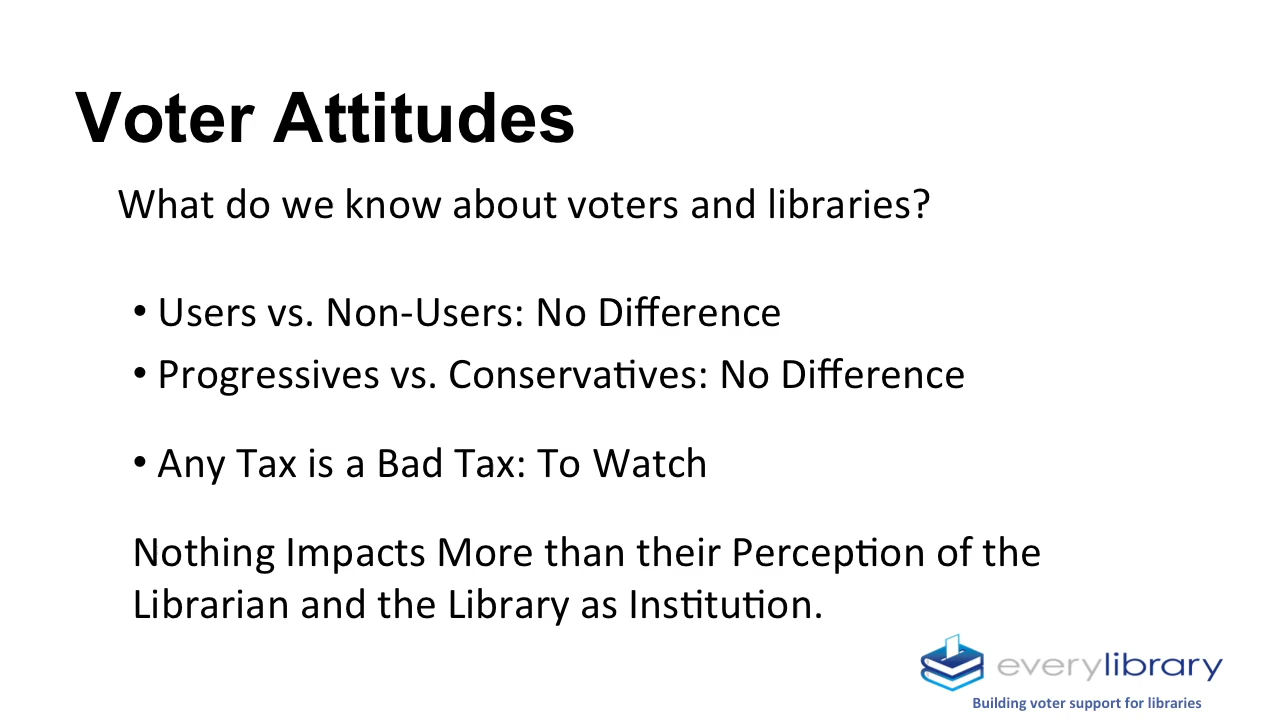 Voter Attitudes
What do we know about voters and libraries?
• Users vs. Non-Users: No Difference
• Progressives vs. Conservatives: No Difference
• Any Tax is a Bad Tax: To Watch
Nothing Impacts More than their Perception of the
Librarian and the Library as Institution.
everylibrary
Building voter support for libraries